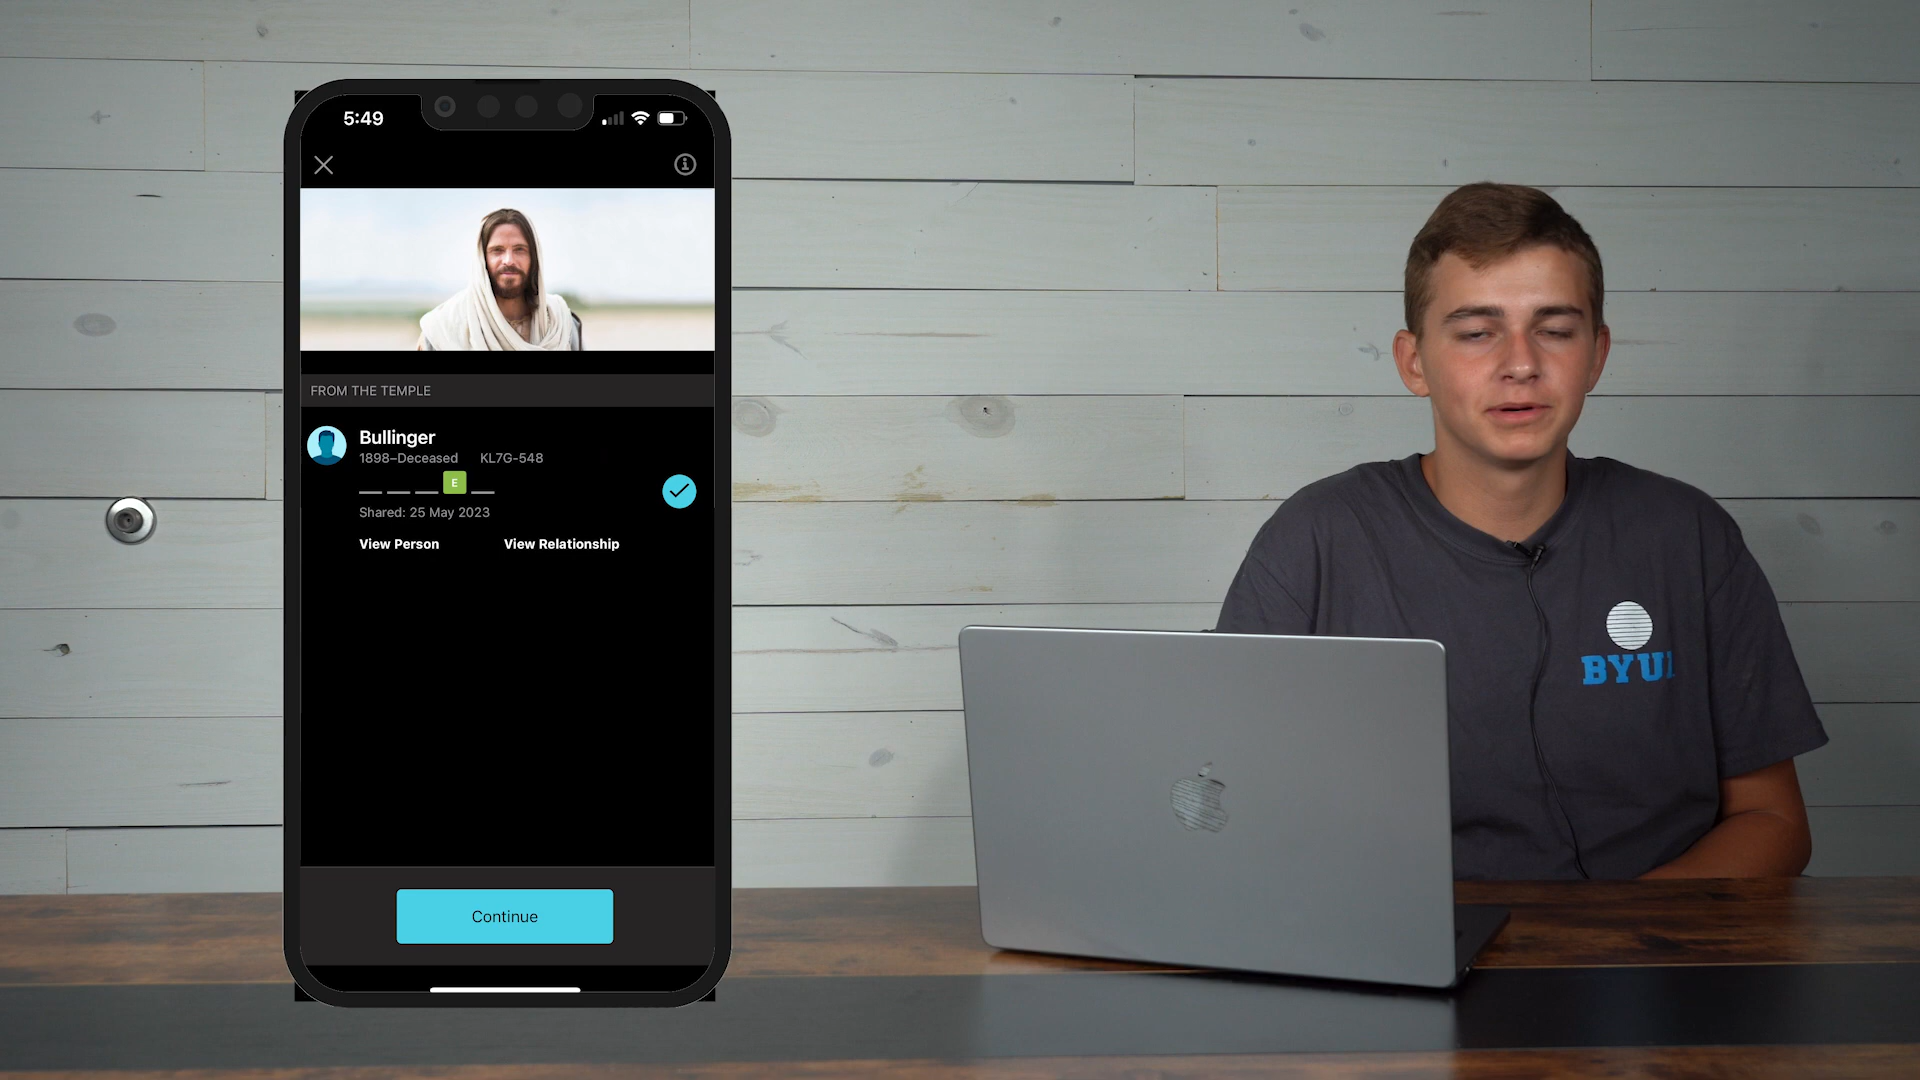 5:49
FROM THE TEMPLE
Bullinger
1898–Deceased KL7G-548
E
Shared: 25 May 2023
View Person View Relationship
Continue
BYUI